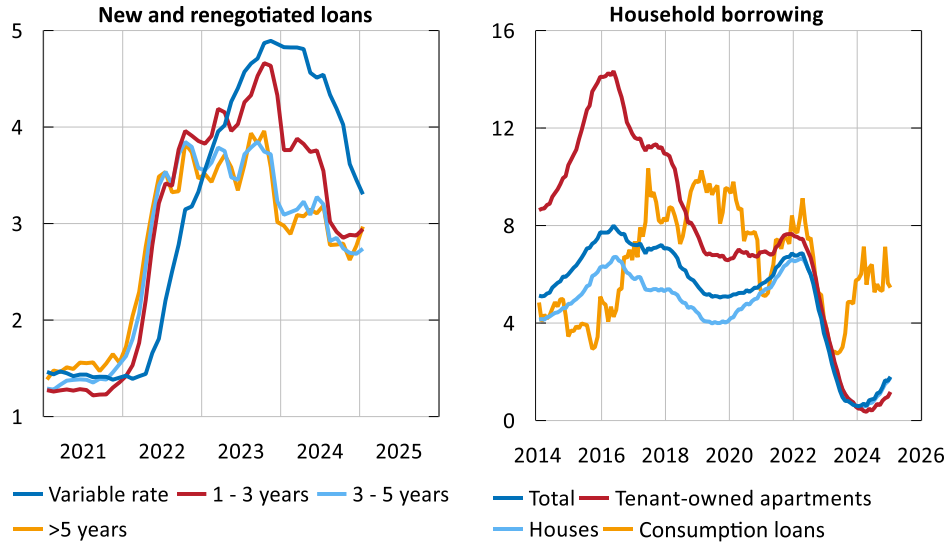 New and renegotiated loans
5
4
3
2
1
2021 2022 2023 2024 2025
Variable rate 1 - 3 years 3 - 5 years
>5 years
Household borrowing
16
12
8
4
0
2014 2016 2018 2020 2022 2024 2026
Total Tenant-owned apartments
Houses Consumption loans